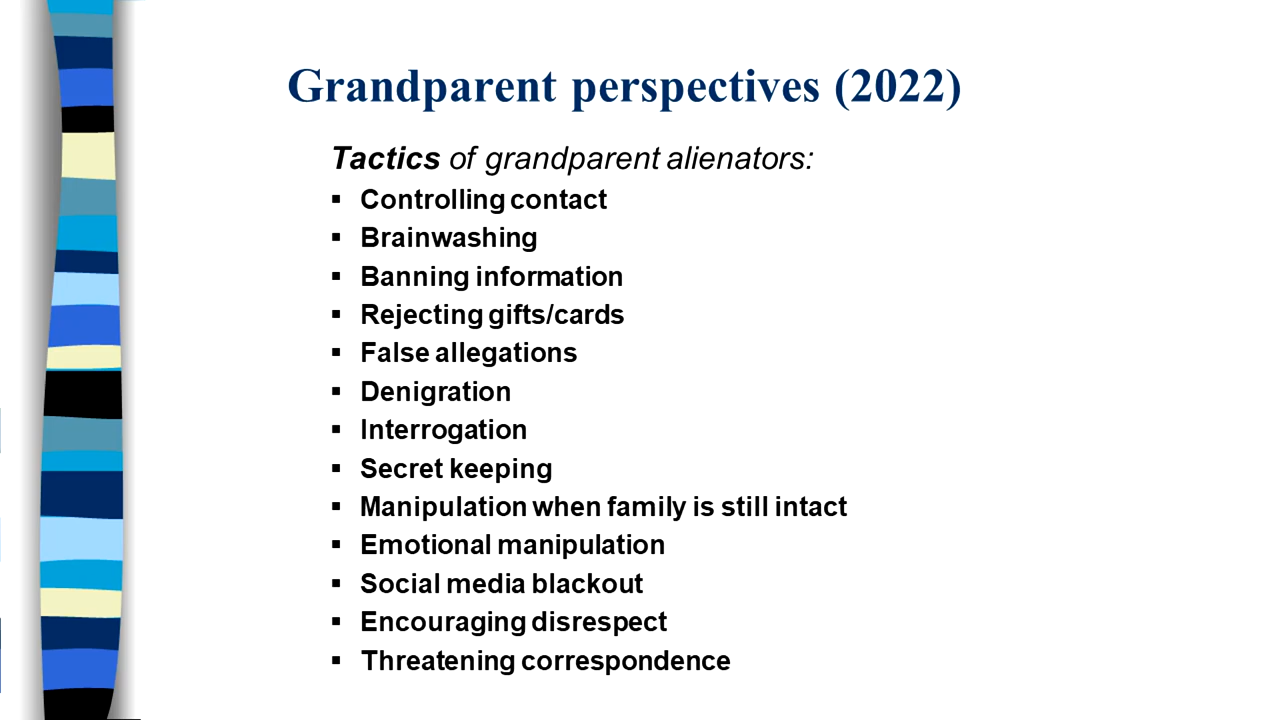 Grandparent perspectives (2022)
Tactics of grandparent alienators:
▪ Controlling contact
▪ Brainwashing
▪ Banning information
▪ Rejecting gifts/cards
▪ False allegations
▪ Denigration
▪ Interrogation
▪ Secret keeping
▪ Manipulation when family is still intact
▪ Emotional manipulation
▪ Social media blackout
▪ Encouraging disrespect
▪ Threatening correspondence